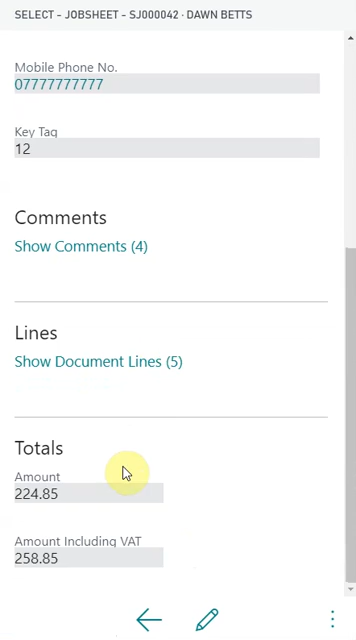 SELECT - JOBSHEET - SJ000042 · DAWN BETTS
Mobile Phone No.
07777777777
Key Tag
12
Comments
Show Comments (4)
Lines
Show Document Lines (5)
Totals
Amount
224.85
Amount Including VAT
258.85